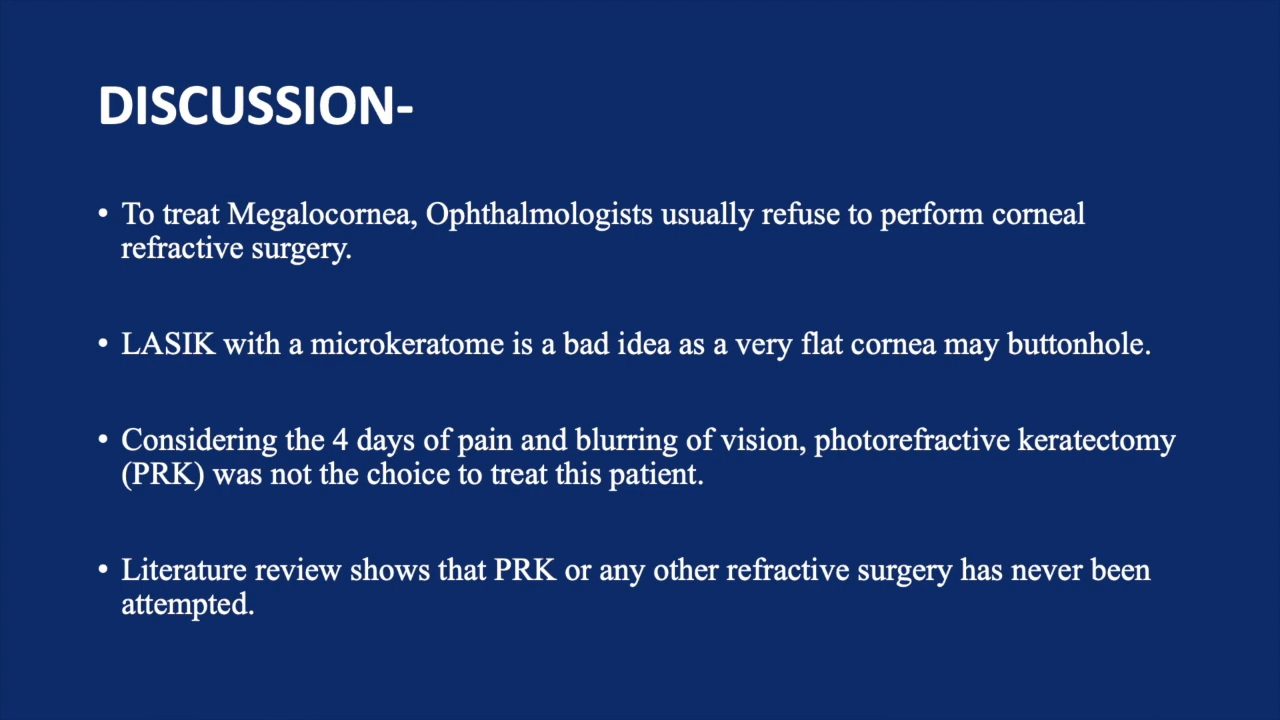 DISCUSSION-
• To treat Megalocornea, Ophthalmologists usually refuse to perform corneal
refractive surgery.
• LASIK with a microkeratome is a bad idea as a very flat cornea may buttonhole.
• Considering the 4 days of pain and blurring of vision, photorefractive keratectomy
(PRK) was not the choice to treat this patient.
• Literature review shows that PRK or any other refractive surgery has never been
attempted.